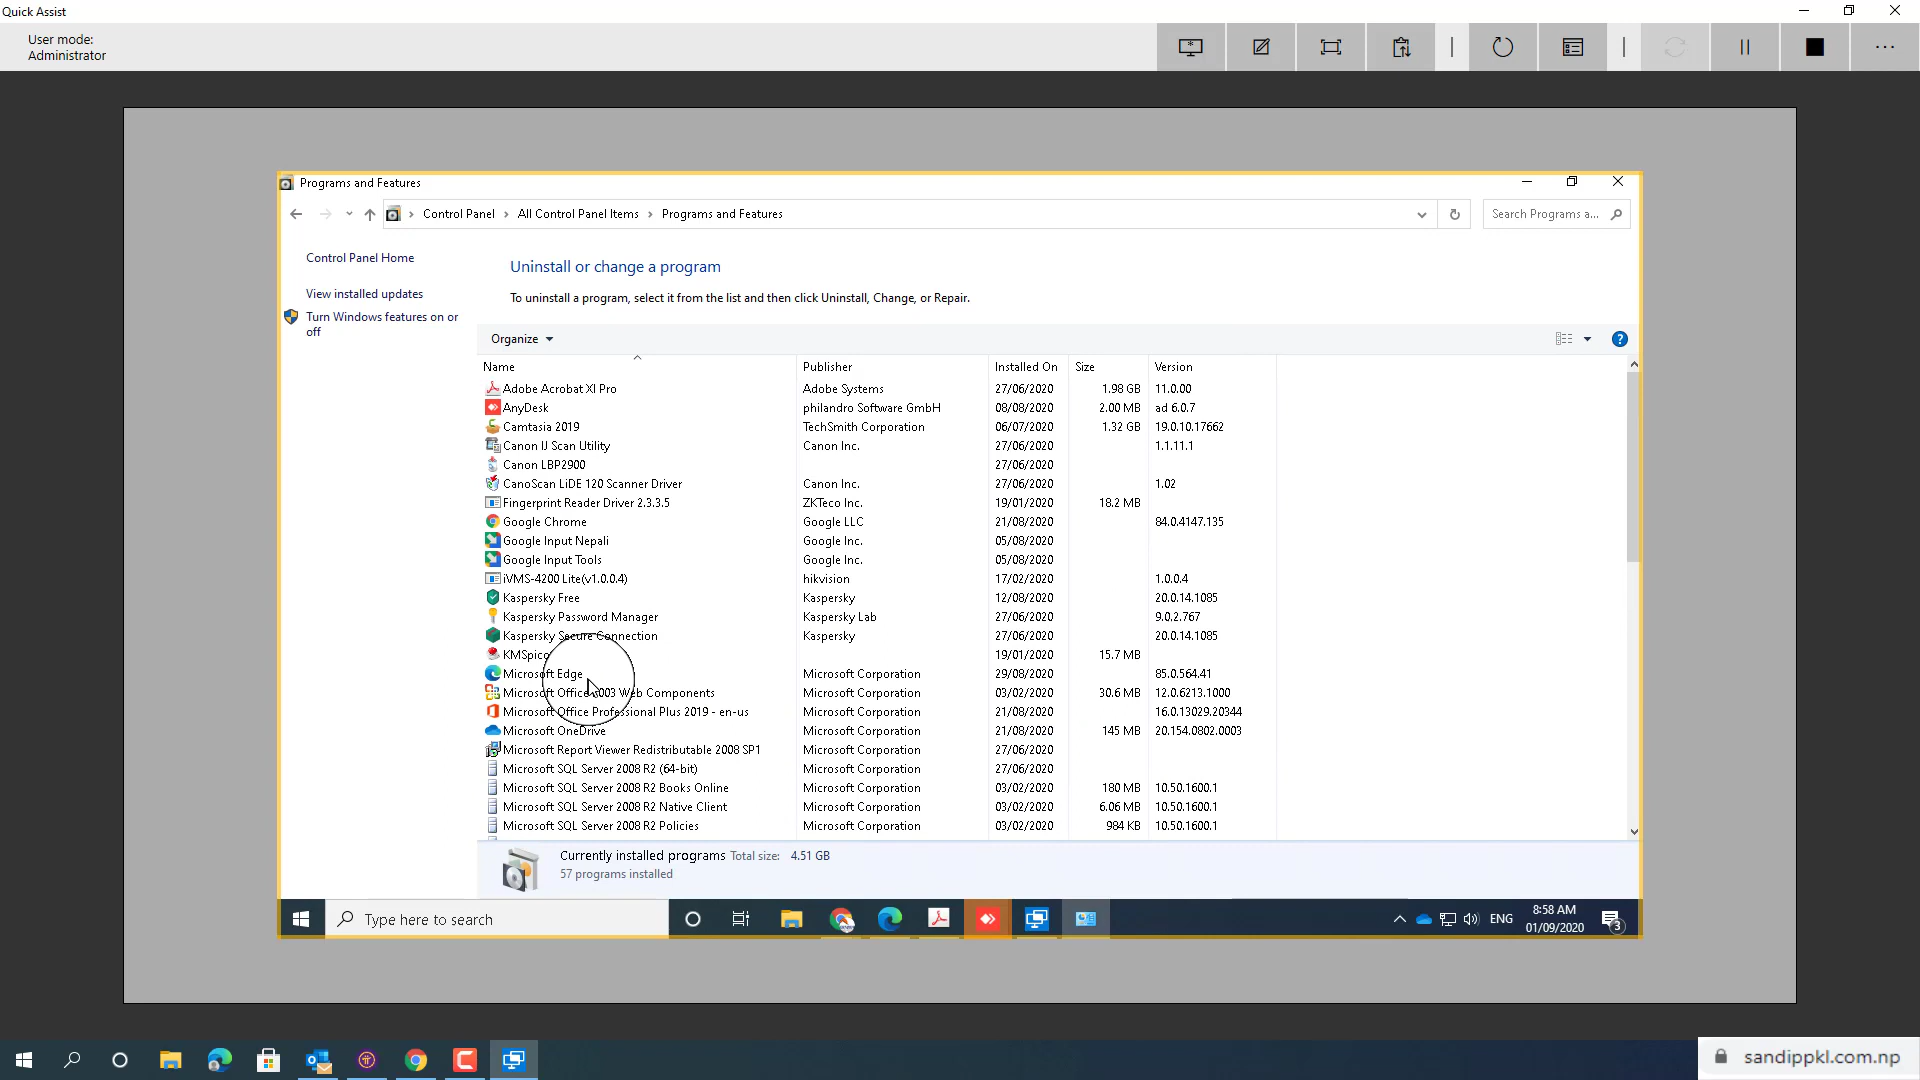 Quick Assist
User mode:
Administrator
Programs and Features
Control Panel > All Control Panel Items > Programs and Features
Search Programs a...
Control Panel Home
View installed updates
Turn Windows features on or
off
Uninstall or change a program
To uninstall a program, select it from the list and then click Uninstall, Change, or Repair.
Organize
Name Publisher Installed On Size Version
Adobe Acrobat XI Pro Adobe Systems 27/06/2020 1.98 GB 11.0.00
AnyDesk philandro Software GmbH 08/08/2020 2.00 MB ad 6.0.7
Camtasia 2019 TechSmith Corporation 06/07/2020 1.32 GB 19.0.10.17662
Canon IJ Scan Utility Canon Inc. 27/06/2020 1.1.11.1
Canon LBP2900 27/06/2020
CanoScan LiDE 120 Scanner Driver Canon Inc. 27/06/2020 1.02
Fingerprint Reader Driver 2.3.3.5 ZKTeco Inc. 19/01/2020 18.2 MB
Google Chrome Google LLC 21/08/2020 84.0.4147.135
Google Input Nepali Google Inc. 05/08/2020
Google Input Tools Google Inc. 05/08/2020
iVMS-4200 Lite(v1.0.0.4) hikvision 17/02/2020 1.0.0.4
Kaspersky Free Kaspersky 12/08/2020 20.0.14.1085
Kaspersky Password Manager Kaspersky Lab 27/06/2020 9.0.2.767
Kaspersky Secure Connection Kaspersky 27/06/2020 20.0.14.1085
KMSpico 19/01/2020 15.7 MB
Microsoft Edge Microsoft Corporation 29/08/2020 85.0.564.41
Microsoft Office 2003 Web Components Microsoft Corporation 03/02/2020 30.6 MB 12.0.6213.1000
Microsoft Office Professional Plus 2019 - en-us Microsoft Corporation 21/08/2020 16.0.13029.20344
Microsoft OneDrive Microsoft Corporation 21/08/2020 145 MB 20.154.0802.0003
Microsoft Report Viewer Redistributable 2008 SP1 Microsoft Corporation 27/06/2020
Microsoft SQL Server 2008 R2 (64-bit) Microsoft Corporation 27/06/2020
Microsoft SQL Server 2008 R2 Books Online Microsoft Corporation 03/02/2020 180 MB 10.50.1600.1
Microsoft SQL Server 2008 R2 Native Client Microsoft Corporation 03/02/2020 6.06 MB 10.50.1600.1
Microsoft SQL Server 2008 R2 Policies Microsoft Corporation 03/02/2020 984 KB 10.50.1600.1
Currently installed programs Total size: 4.51 GB
57 programs installed
Type here to search
ENG
8:58 AM
01/09/2020
3
sandippkl.com.np